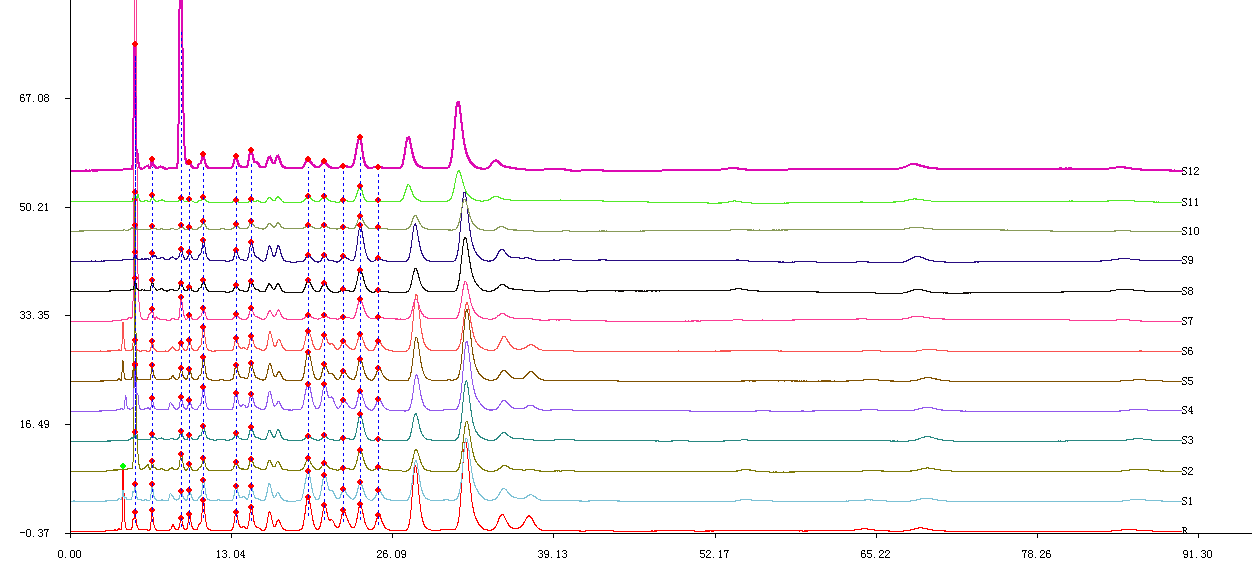 67.08
S12
50.21
S11
S10
S9
S8
33.35
S7
S6
S5
S4
16.49
S3
S2
S1
-0.37
R
0.00 13.04 26.09 39.13 52.17 65.22 78.26 91.30